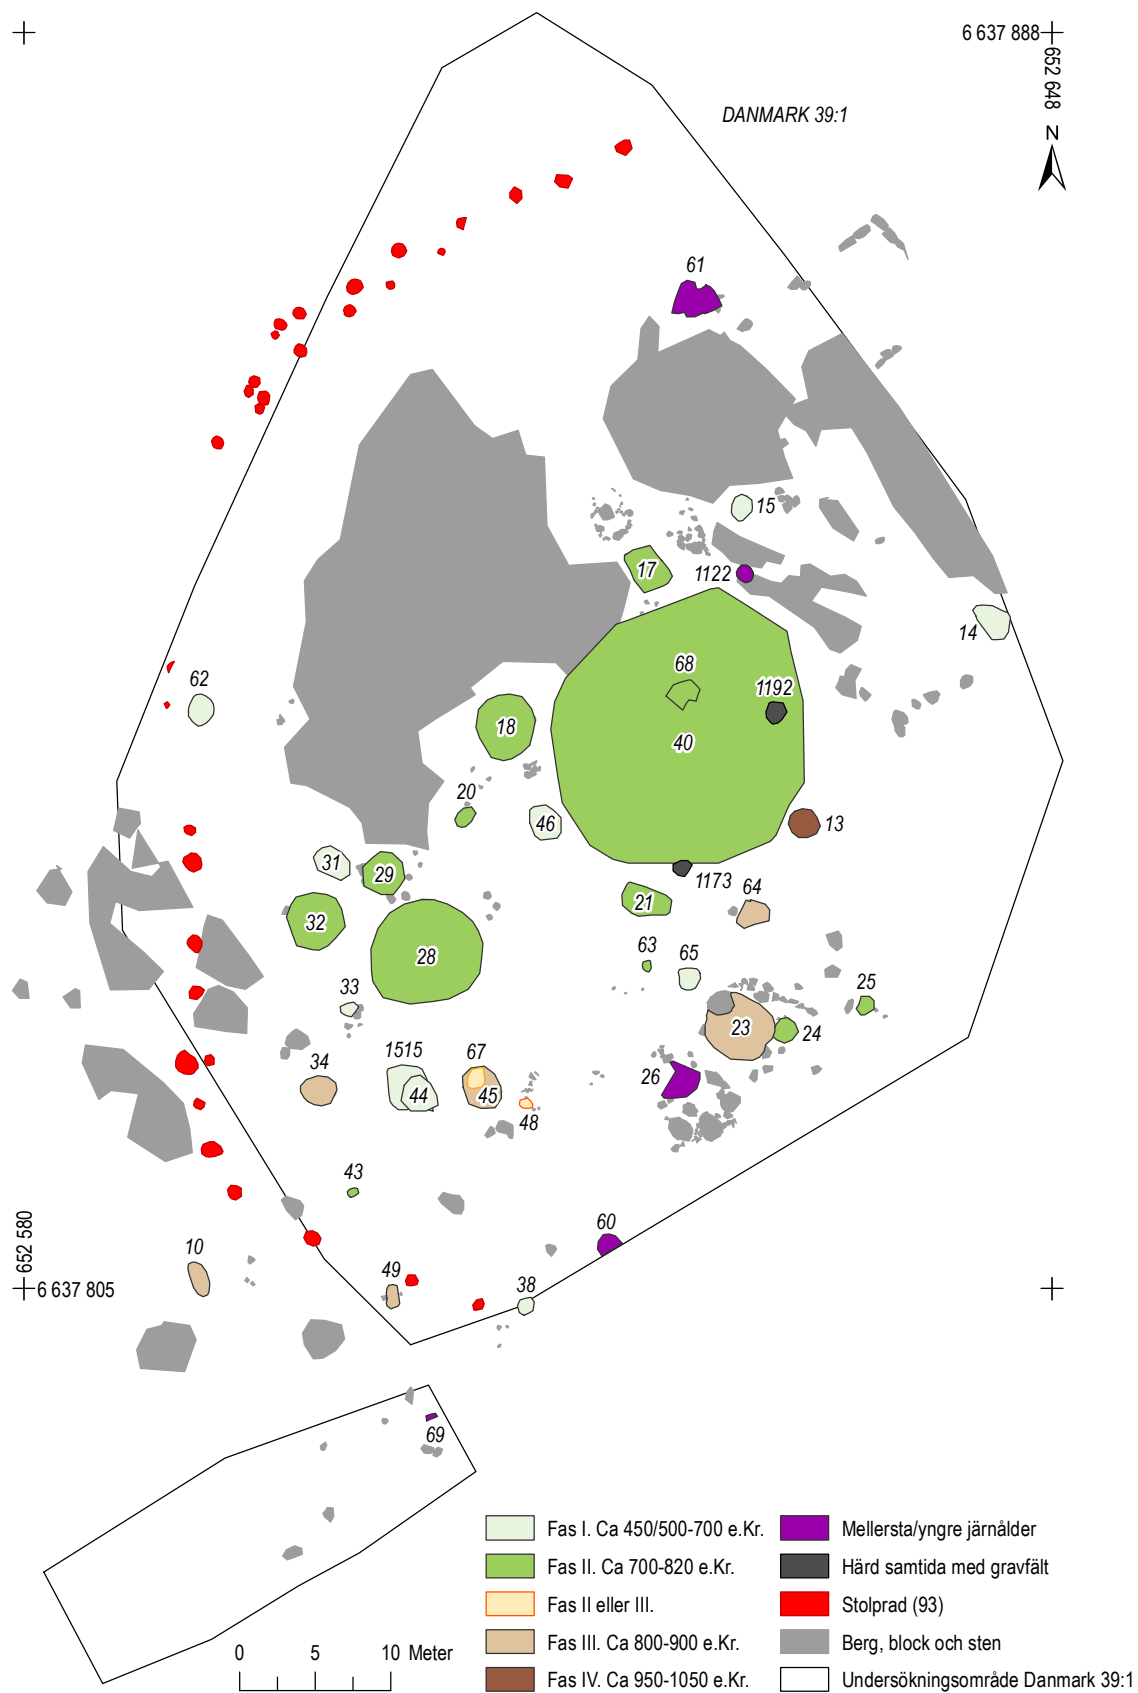 6 637 888
652 648
N
DANMARK 39:1
61
15
17
1122
14
68
1192
62
18
40
20
46
13
31
29
1173
21
64
32
28
63
65
33
25
23
24
1515
67
34
26
44
45
48
43
652 580
60
10
49
38
6 637 805
69
Fas I. Ca 450/500-700 e.Kr.
Fas II. Ca 700-820 e.Kr.
Fas II eller III.
Fas III. Ca 800-900 e.Kr.
Fas IV. Ca 950-1050 e.Kr.
Mellersta/yngre järnålder
Härd samtida med gravfält
Stolprad (93)
Berg, block och sten
Undersökningsområde Danmark 39:1
0 5 10 Meter